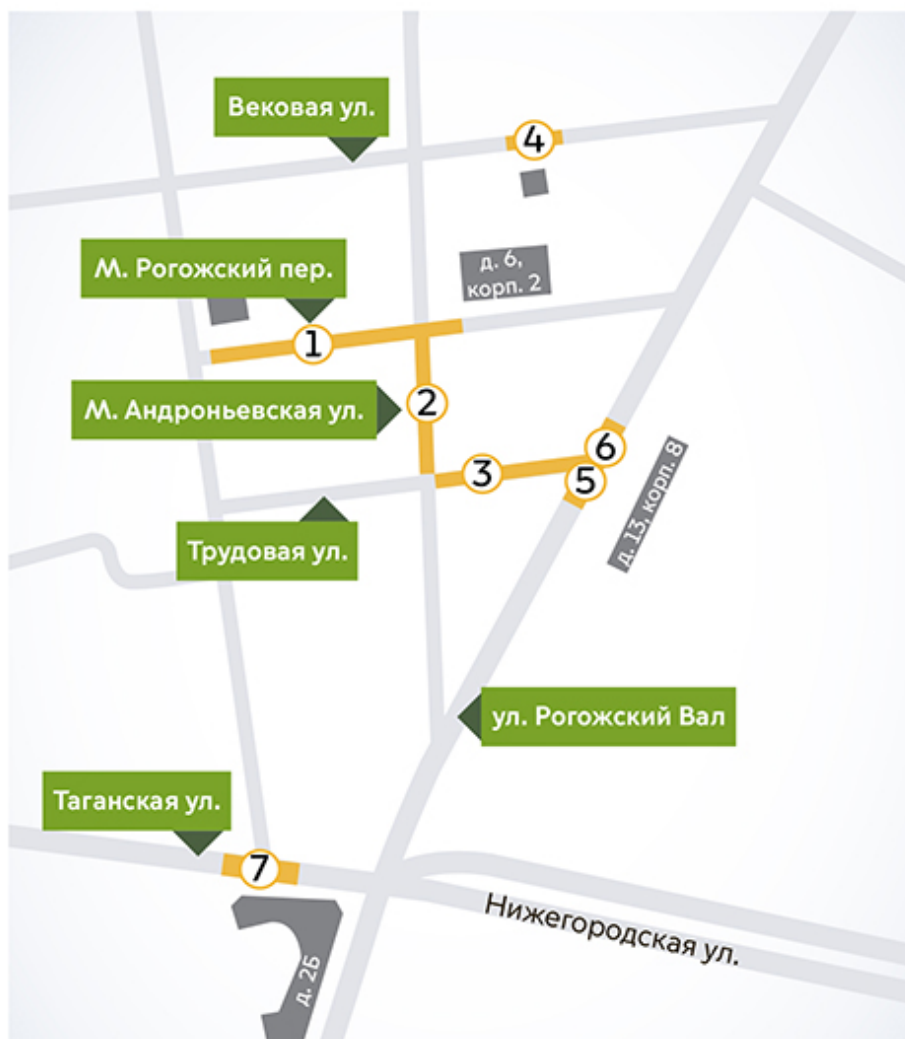 Вековая ул.
4
М. Рогожский пер.
д. 6,
корп. 2
1
М. Андроньевская ул.
2
3
6
5
д. 13, корп. 8
Трудовая ул.
ул. Рогожский Вал
Таганская ул.
7
Нижегородская ул.
д. 2Б